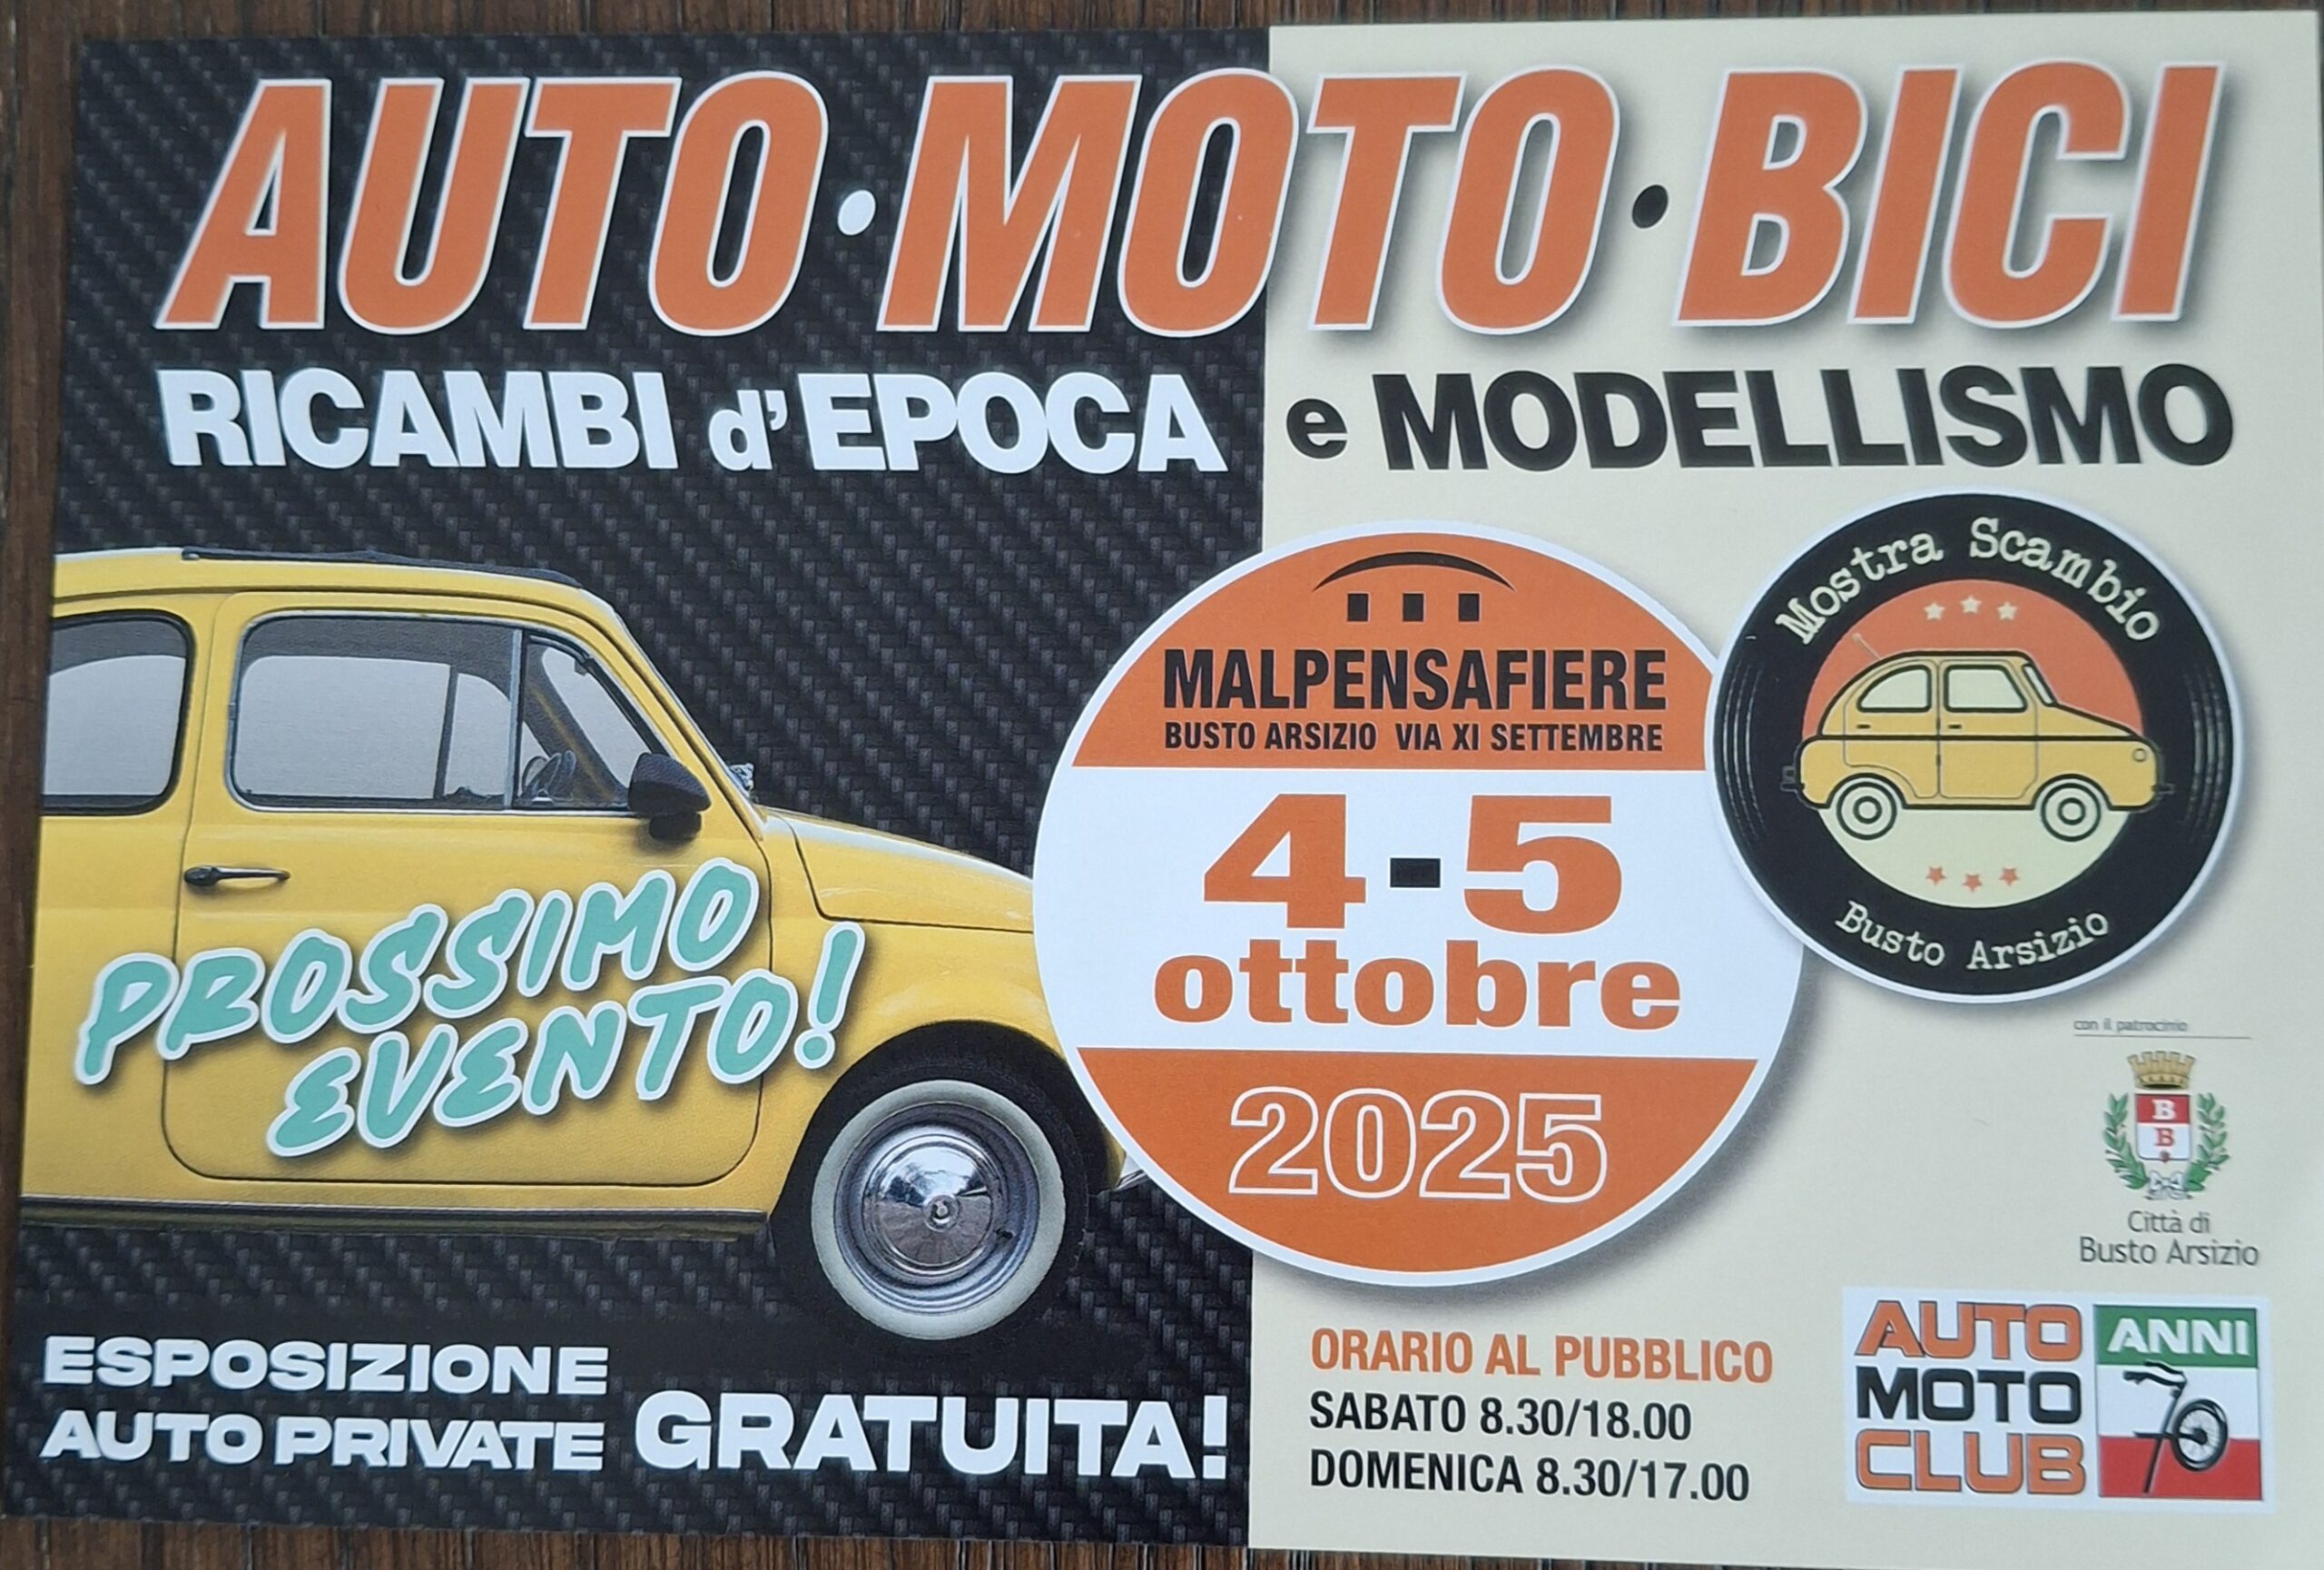 AUTO·MOTO·BICI
RICAMBI d'EPOCA e MODELLISMO
Mostra Scambio
Busto Arsizio
MALPENSAFIERE
BUSTO ARSIZIO VIA XI SETTEMBRE
4-5
ottobre
2025
PROSSIMO
EVENTO!
con il patrocinio
B
B
Città di
Busto Arsizio
ESPOSIZIONE
AUTO PRIVATE GRATUITA!
ORARIO AL PUBBLICO
SABATO 8.30/18.00
DOMENICA 8.30/17.00
AUTO
MOTO
CLUB
ANNI
70